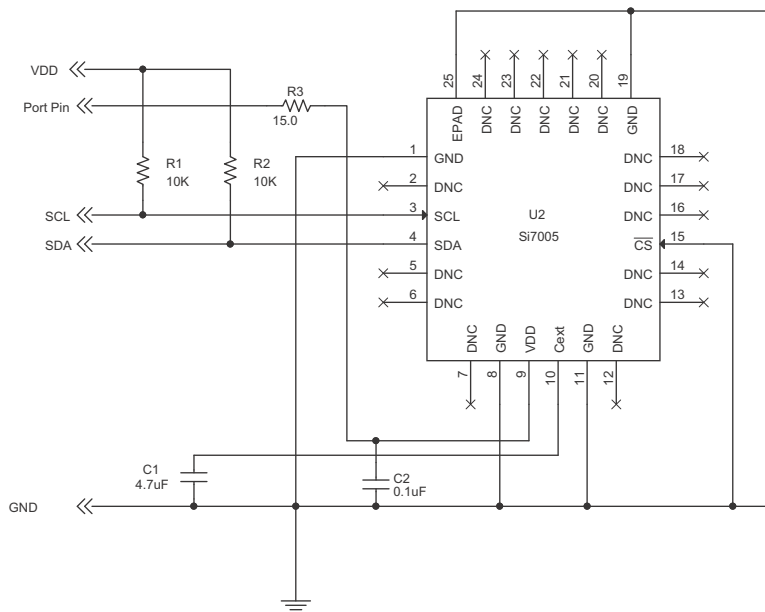 VDD
Port Pin
R3
15.0
R1
10K
R2
10K
SCL
SDA
25
24
23
22
21
20
19
EPAD
DNC
DNC
DNC
DNC
DNC
GND
1
GND
2
DNC
3
SCL
4
SDA
5
DNC
6
DNC
U2
Si7005
DNC
18
DNC
17
DNC
16
CS
15
DNC
14
DNC
13
DNC
GND
VDD
Cext
GND
DNC
7
8
9
10
11
12
C1
4.7uF
C2
0.1uF
GND